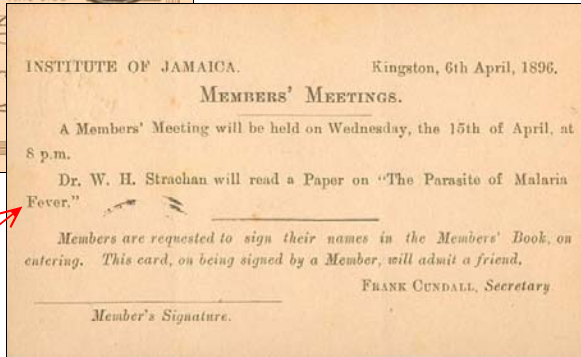 INSTITUTE OF JAMAICA. Kingston, 6th April, 1896.
MEMBERS' MEETINGS.
A Members' Meeting will be held on Wednesday, the 15th of April, at
8 p.m.
Dr. W. H. Strachan will read a Paper on "The Parasite of Malaria
Fever."
Members are requested to sign their names in the Members' Book, on
entering. This card, on being signed by a Member, will admit a friend,
FRANK CUNDALL, Secretary
Member's Signature.